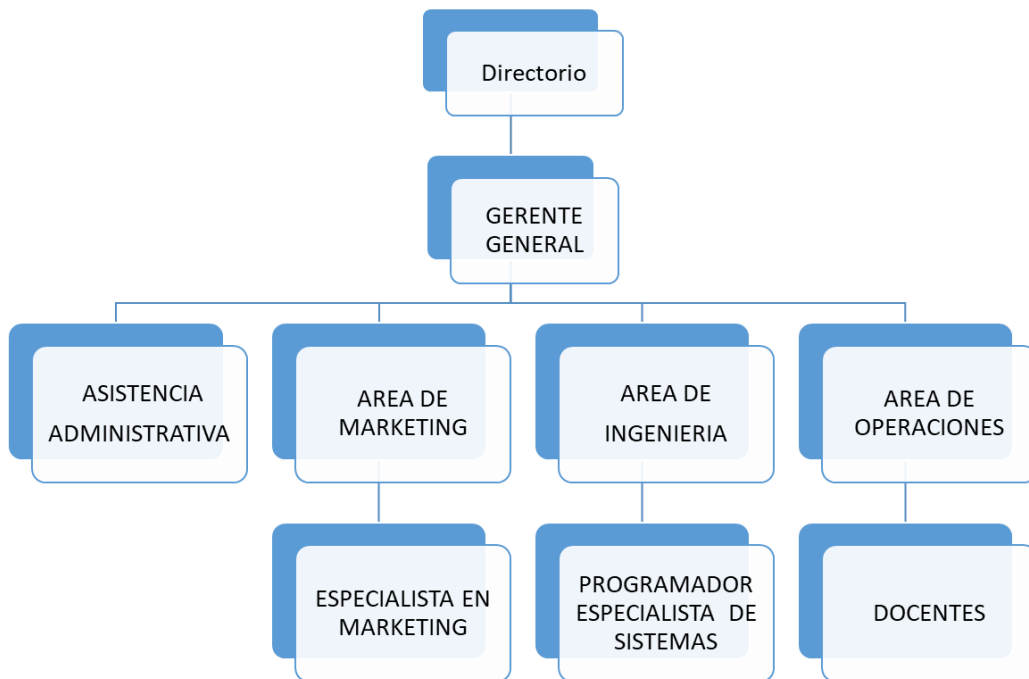 Directorio
GERENTE
GENERAL
ASISTENCIA
ADMINISTRATIVA
AREA DE
MARKETING
AREA DE
INGENIERIA
AREA DE
OPERACIONES
ESPECIALISTA EN
MARKETING
PROGRAMADOR
ESPECIALISTA DE
SISTEMAS
DOCENTES